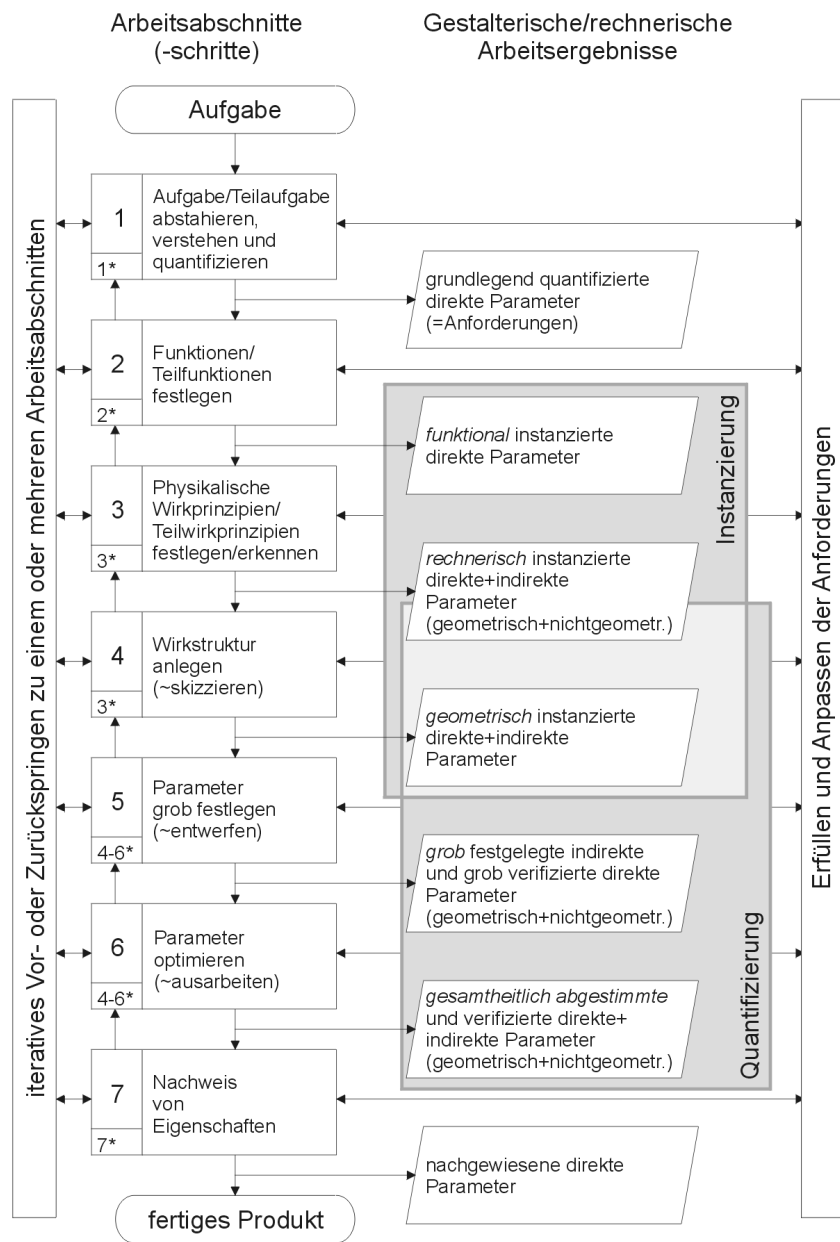 Arbeitsabschnitte
(-schritte)
Gestalterische/rechnerische
Arbeitsergebnisse
iteratives Vor- oder Zurückspringen zu einem oder mehreren Arbeitsabschnitten
Aufgabe
1
1*
Aufgabe/Teilaufgabe
abstahieren,
verstehen und
quantifizieren
grundlegend quantifizierte
direkte Parameter
(=Anforderungen)
2
2*
Funktionen/
Teilfunktionen
festlegen
funktional instanzierte
direkte Parameter
Instanzierung
3
3*
Physikalische
Wirkprinzipien/
Teilwirkprinzipien
festlegen/erkennen
rechnerisch instanzierte
direkte+indirekte
Parameter
(geometrisch+nichtgeometr.)
4
3*
Wirkstruktur
anlegen
(~skizzieren)
geometrisch instanzierte
direkte+indirekte
Parameter
5
4-6*
Parameter
grob festlegen
(~entwerfen)
grob festgelegte indirekte
und grob verifizierte direkte
Parameter
(geometrisch+nichtgeometr.)
6
4-6*
Parameter
optimieren
(~ausarbeiten)
gesamtheitlich abgestimmte
und verifizierte direkte+
indirekte Parameter
(geometrisch+nichtgeometr.)
Quantifizierung
7
7*
Nachweis
von
Eigenschaften
nachgewiesene direkte
Parameter
fertiges Produkt
Erfüllen und Anpassen der Anforderungen